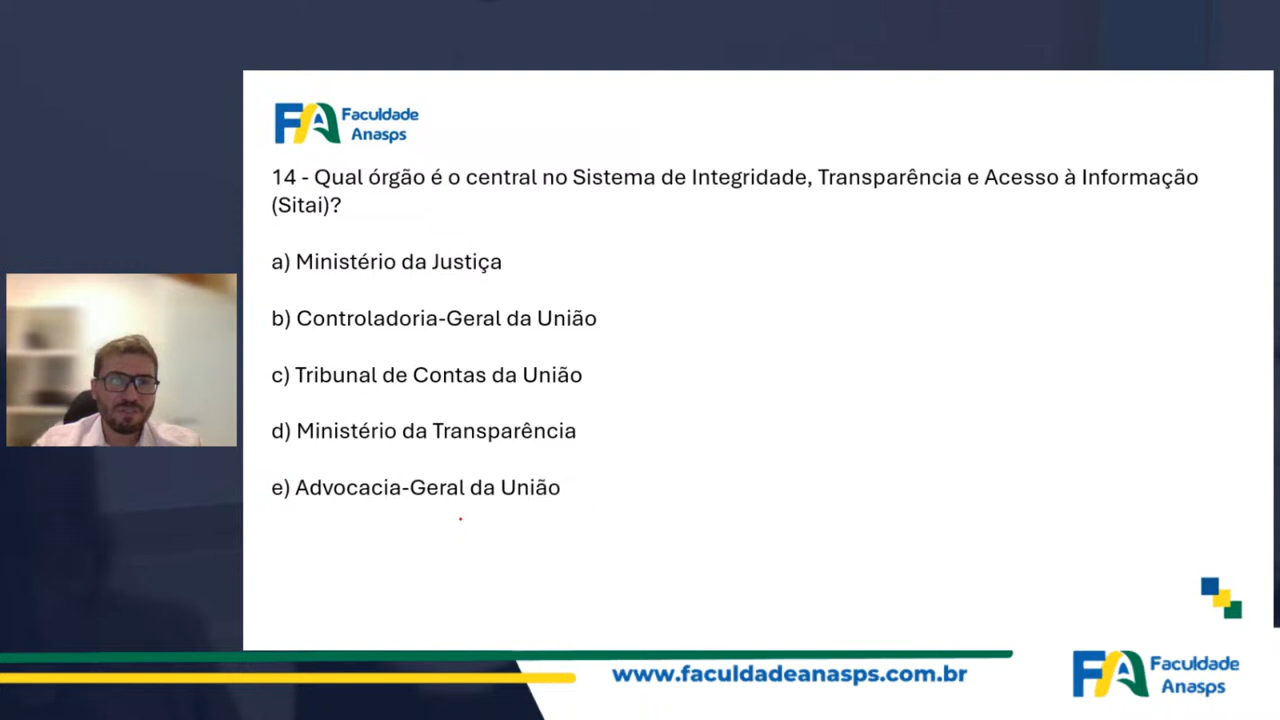 FA Faculdade
Anasps
14 - Qual órgão é o central no Sistema de Integridade, Transparência e Acesso à Informação
(Sitai)?
a) Ministério da Justiça
b) Controladoria-Geral da União
c) Tribunal de Contas da União
d) Ministério da Transparência
e) Advocacia-Geral da União
www.faculdadeanasps.com.br
FA Faculdade
Anasps